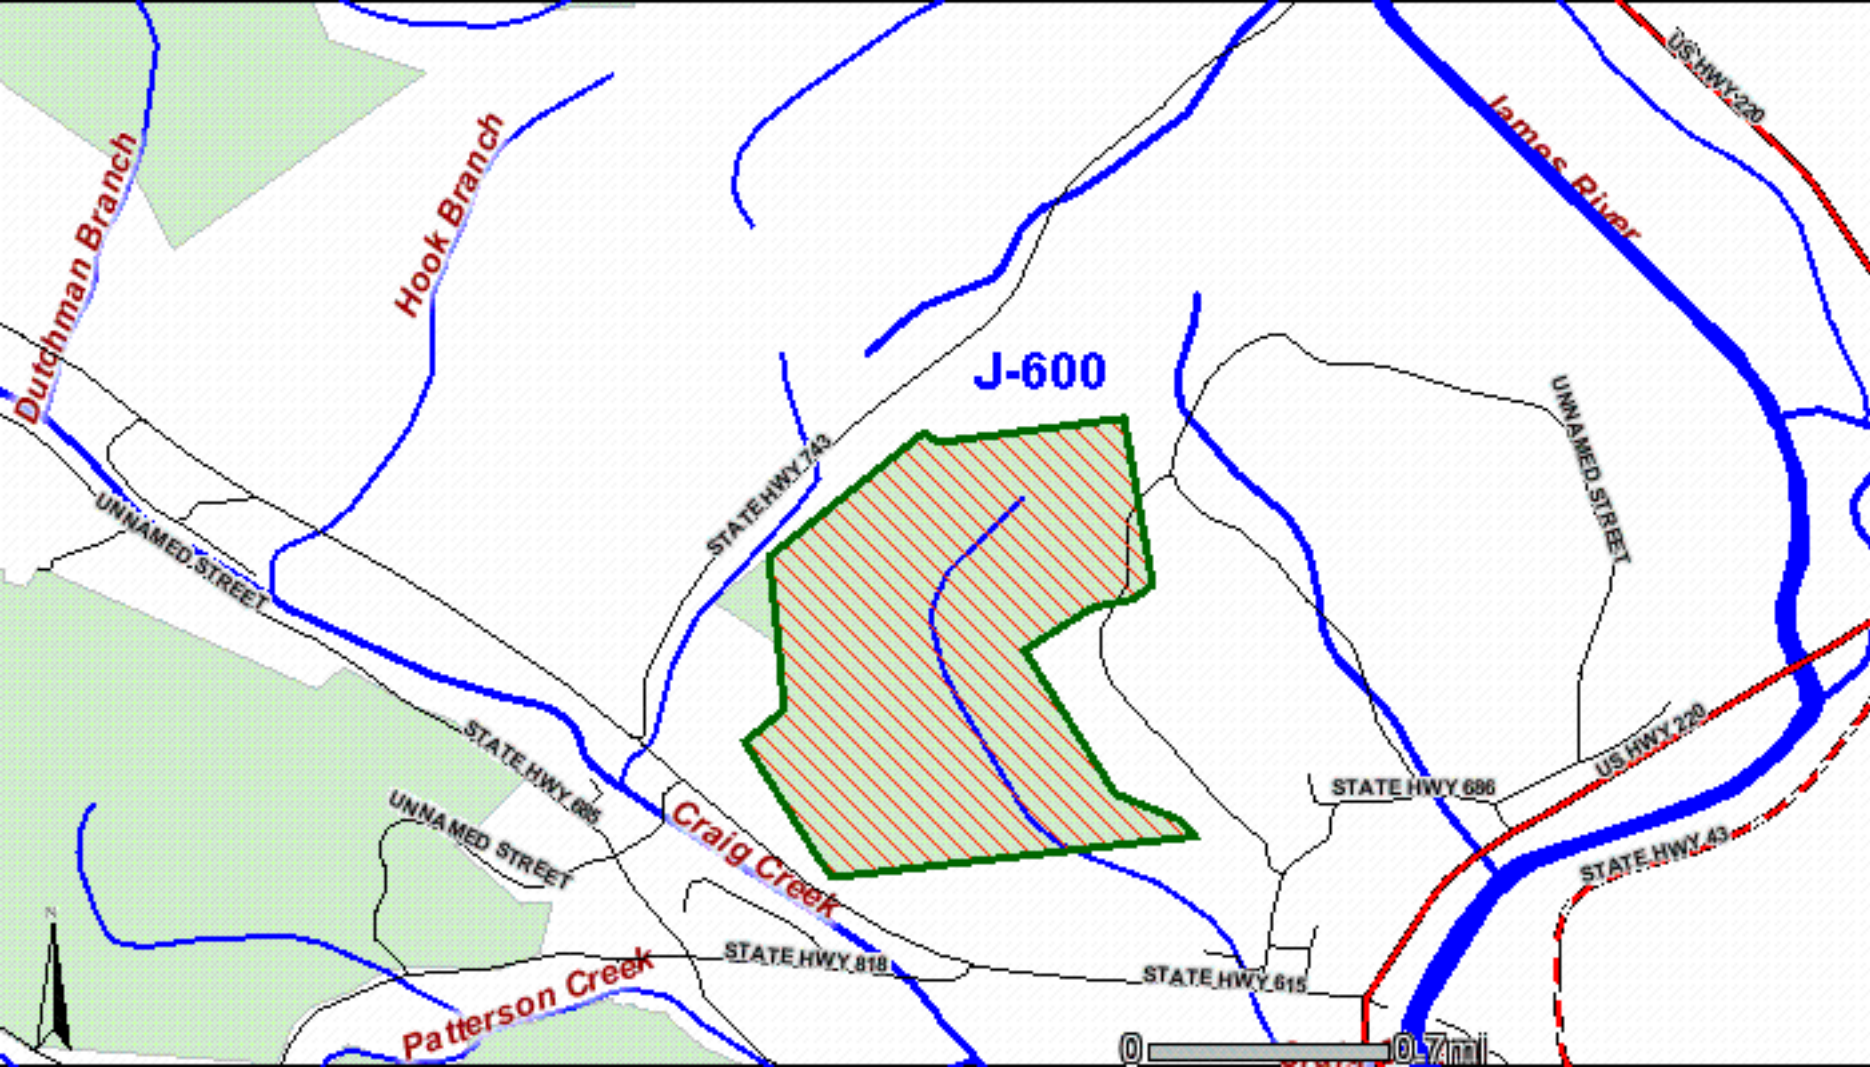 US HWY 220
James River
Dutchman Branch
Hook Branch
J-600
UNNAMED STREET
STATE HWY 743
UNNAMED STREET
US HWY 220
STATE HWY 685
STATE HWY 686
UNNAMED STREET
Craig Creek
STATE HWY 43
N
STATE HWY 818
Patterson Creek
STATE HWY 615
0 0.7mi